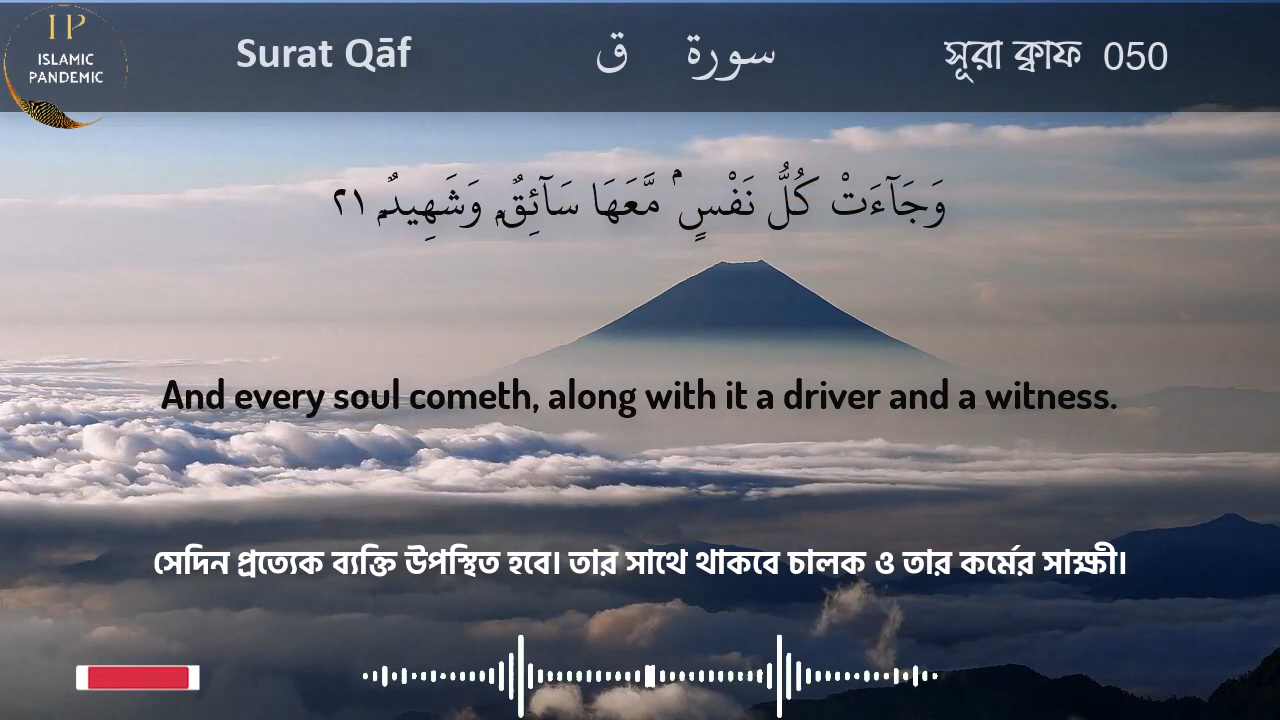 IP
ISLAMIC
PANDEMIC
Surat Qāf
سورة ق
সূরা ক্বাফ 050
وَجَآءَتْ كُلُّ نَفْسٍۢ مَّعَهَا سَآئِقٌۭ وَشَهِيدٌۭ ٢١
And every soul cometh, along with it a driver and a witness.
সেদিন প্রত্যেক ব্যক্তি উপস্থিত হবে। তার সাথে থাকবে চালক ও তার কর্মের সাক্ষী।